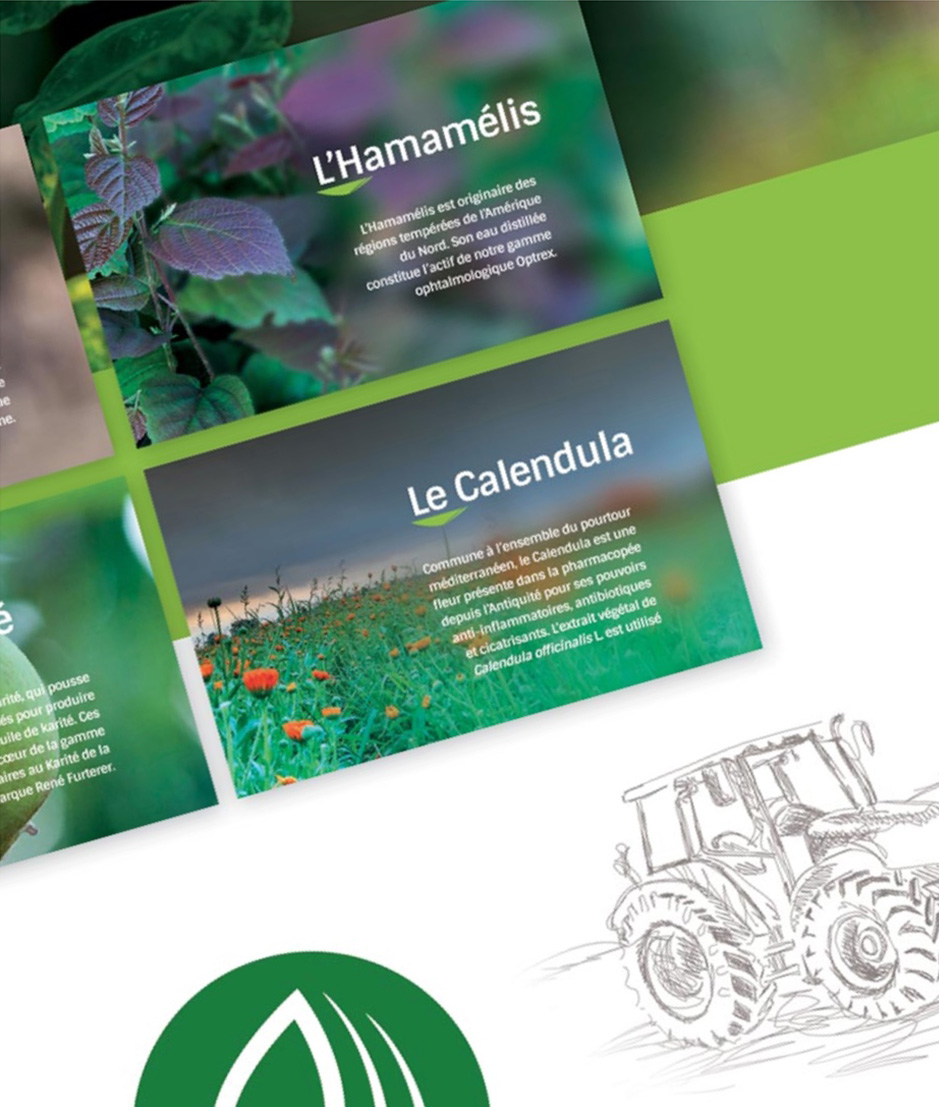 L'Hamamélis
L'Hamamélis est originaire des
régions tempérées de l'Amérique
du Nord. Son eau distillée
constitue l'actif de notre gamme
ophtalmologique Optrex.
Le Calendula
Commune à l'ensemble du pourtour
méditerranéen, le Calendula est une
fleur présente dans la pharmacopée
depuis l'Antiquité pour ses pouvoirs
anti-inflammatoires, antibiotiques
et cicatrisants. L'extrait végétal de
Calendula officinalis L. est utilisé
e
ue
ne.
é
rité, qui pousse
és pour produire
uile de karité. Ces
cœur de la gamme
aires au Karité de la
arque René Furterer.